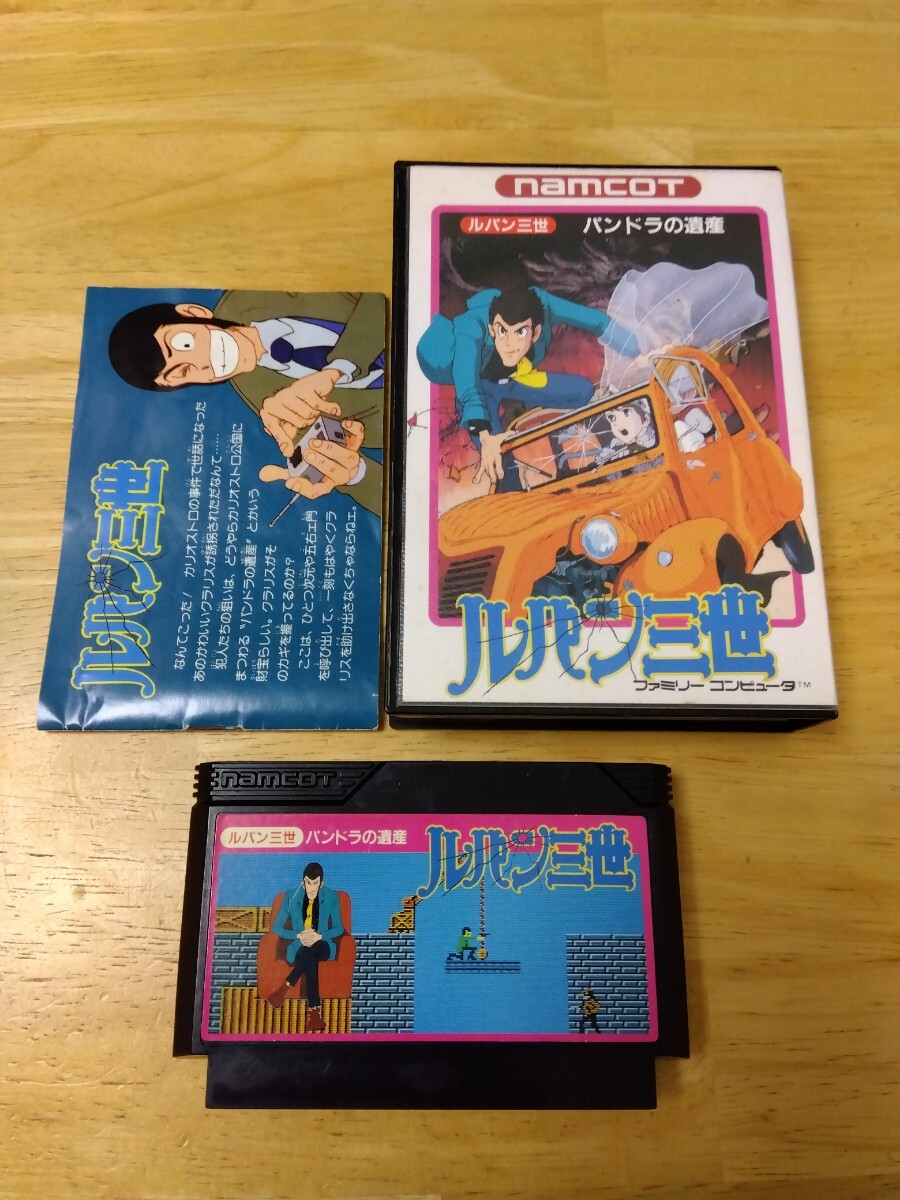 namcot
ルパン三世 パンドラの遺産
ルパン三世
ファミリー コンピュータ™
ルパン三世
なんてこった! カリオストロの事件で世話になった
あのかわいいクラリスが誘拐されただなんて……
犯人たちの狙いは、どうやらカリオストロ公国に
まつわる“パンドラの遺産”とかいう
財宝らしい。クラリスがそ
のカギを握ってるのか?
ここは、ひとつ次元や五右エ門
を呼び出して、一刻もはやくクラ
リスを助け出さなくちゃならねエ。
namcot
ルパン三世 パンドラの遺産
ルパン三世